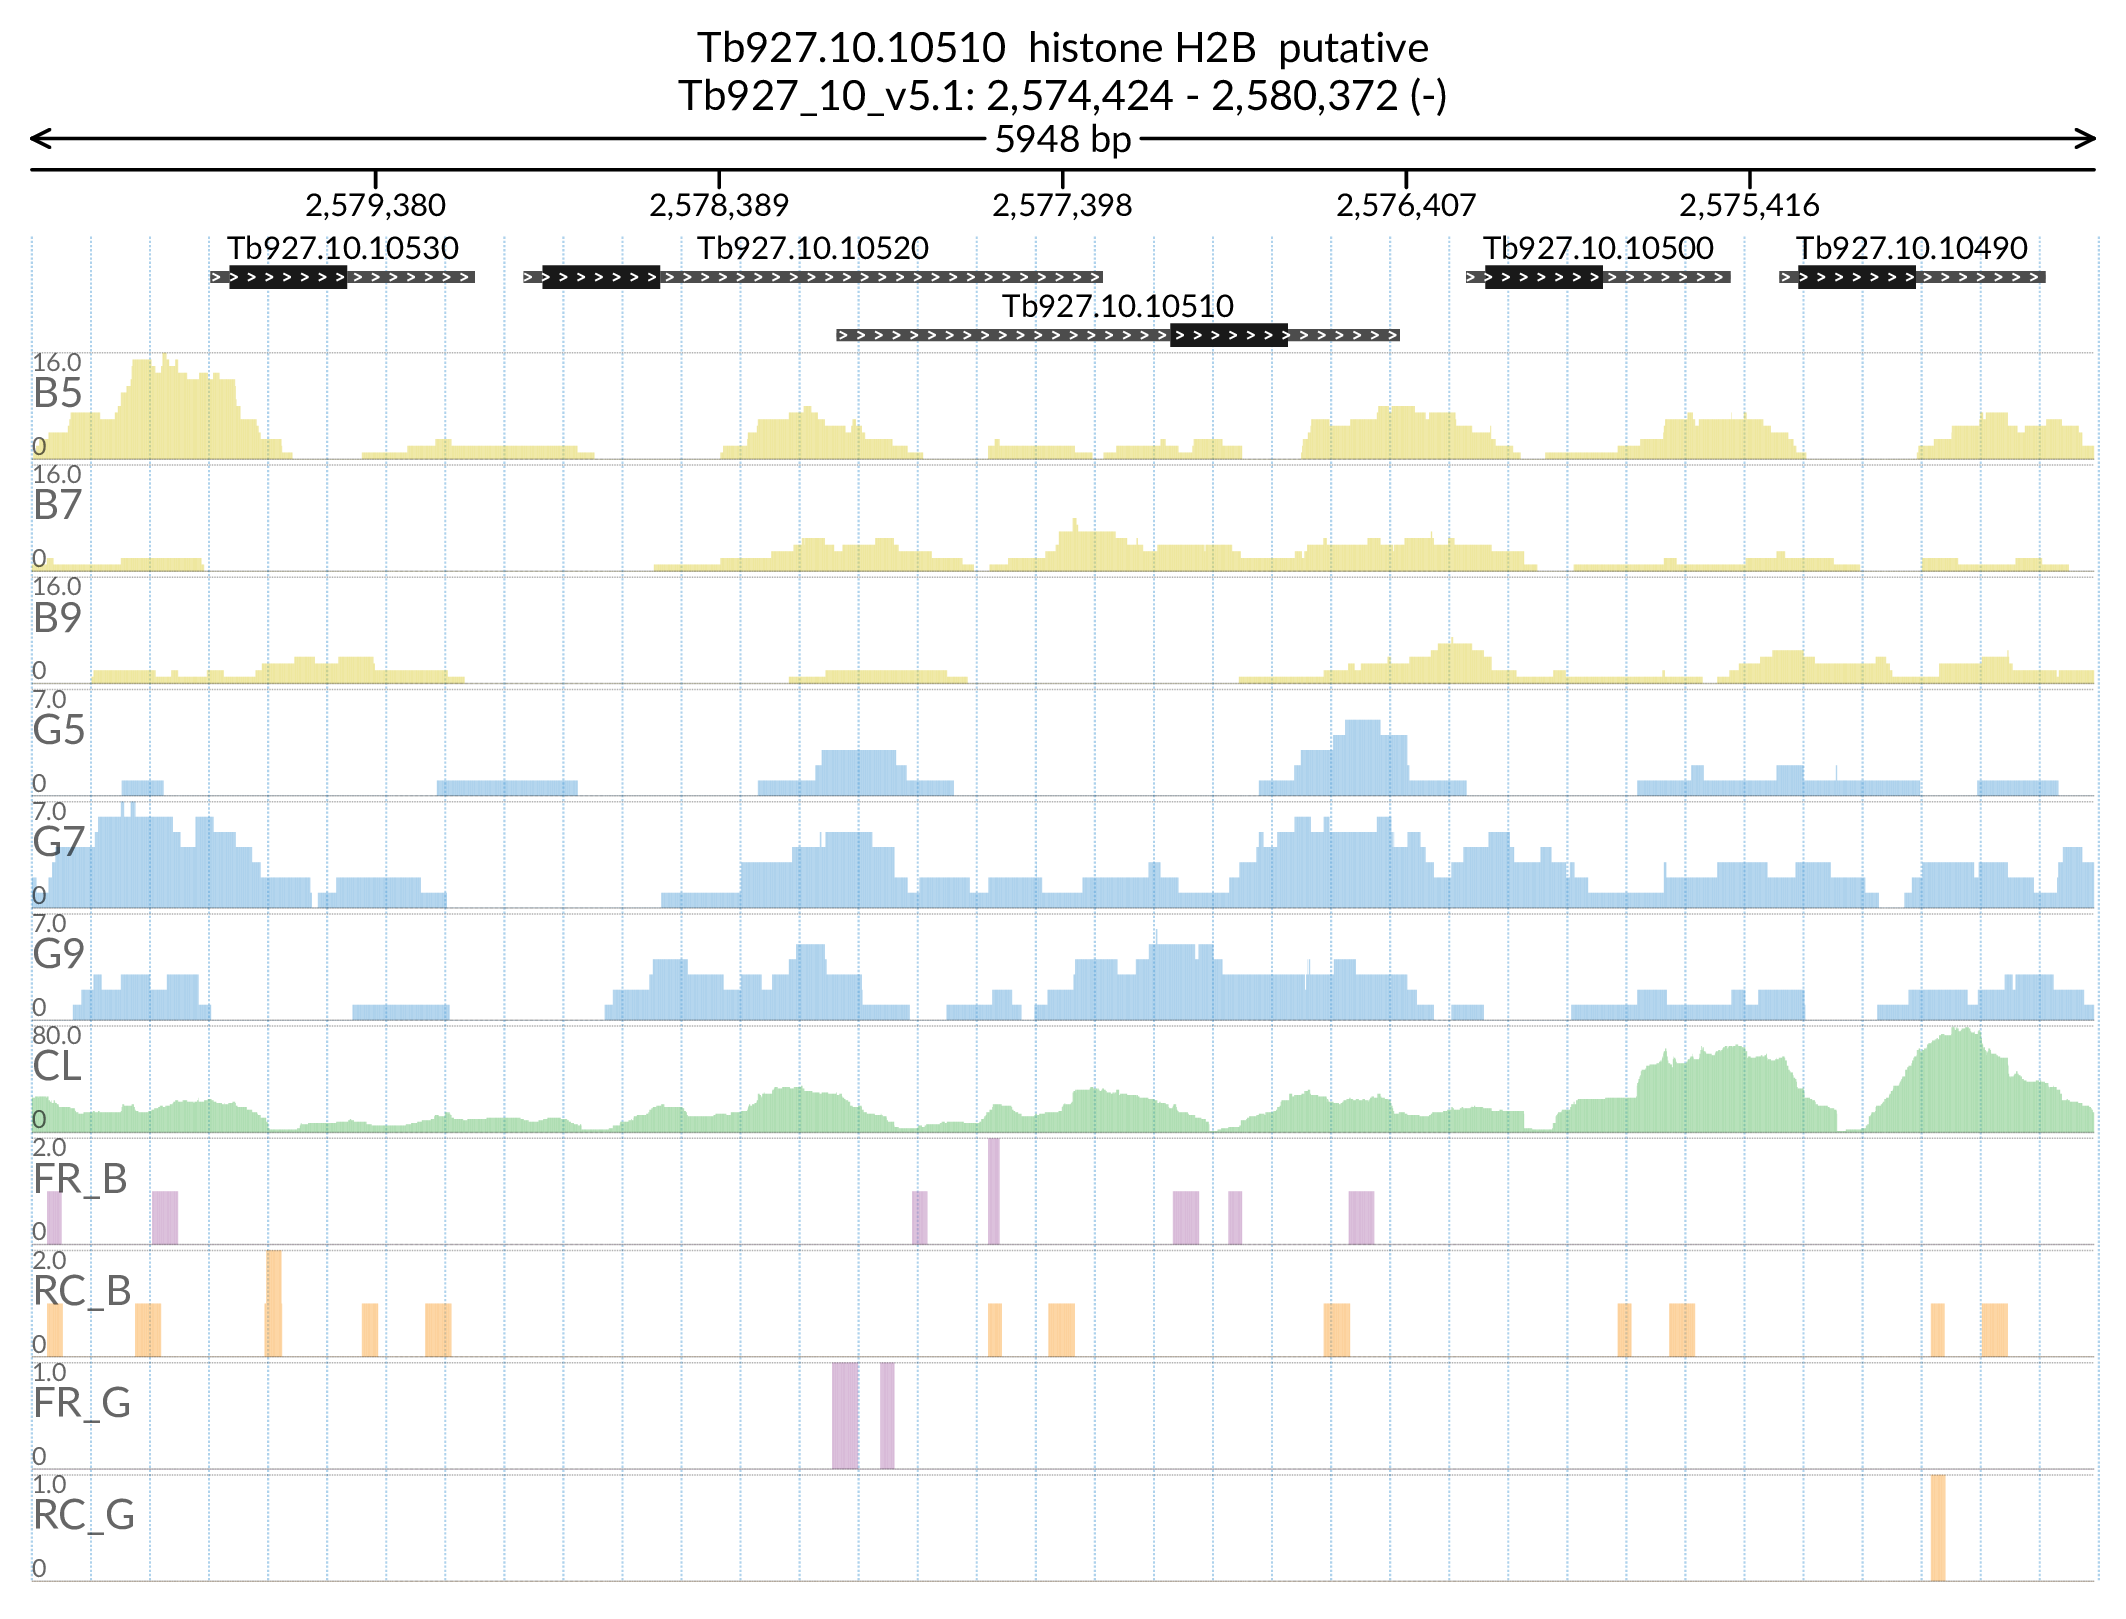 Tb927.10.10510  histone H2B  putative
Tb927_10_v5.1: 2,574,424 - 2,580,372 (-)
5948 bp
2,579,380 2,578,389 2,577,398 2,576,407 2,575,416
Tb927.10.10530 Tb927.10.10520 Tb927.10.10500 Tb927.10.10490
Tb927.10.10510
16.0
B5
0
16.0
B7
0
16.0
B9
0
7.0
G5
0
7.0
G7
0
7.0
G9
0
80.0
CL
0
2.0
FR_B
0
2.0
RC_B
0
1.0
FR_G
0
1.0
RC_G
0